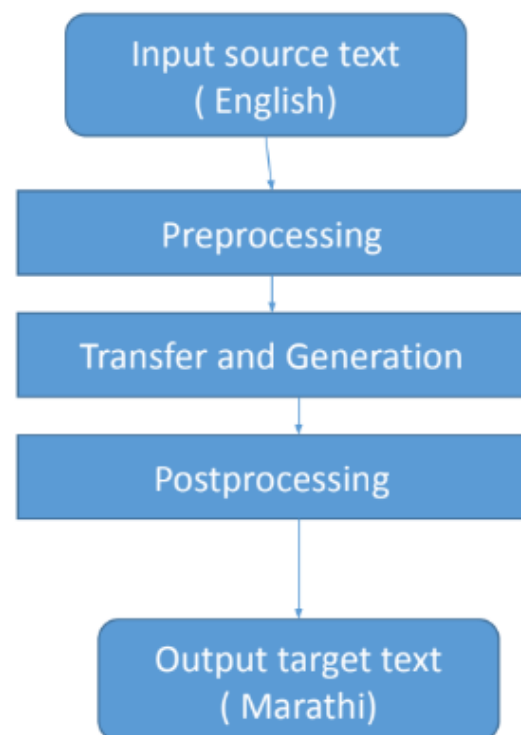 Input source text
( English)
Preprocessing
Transfer and Generation
Postprocessing
Output target text
( Marathi)